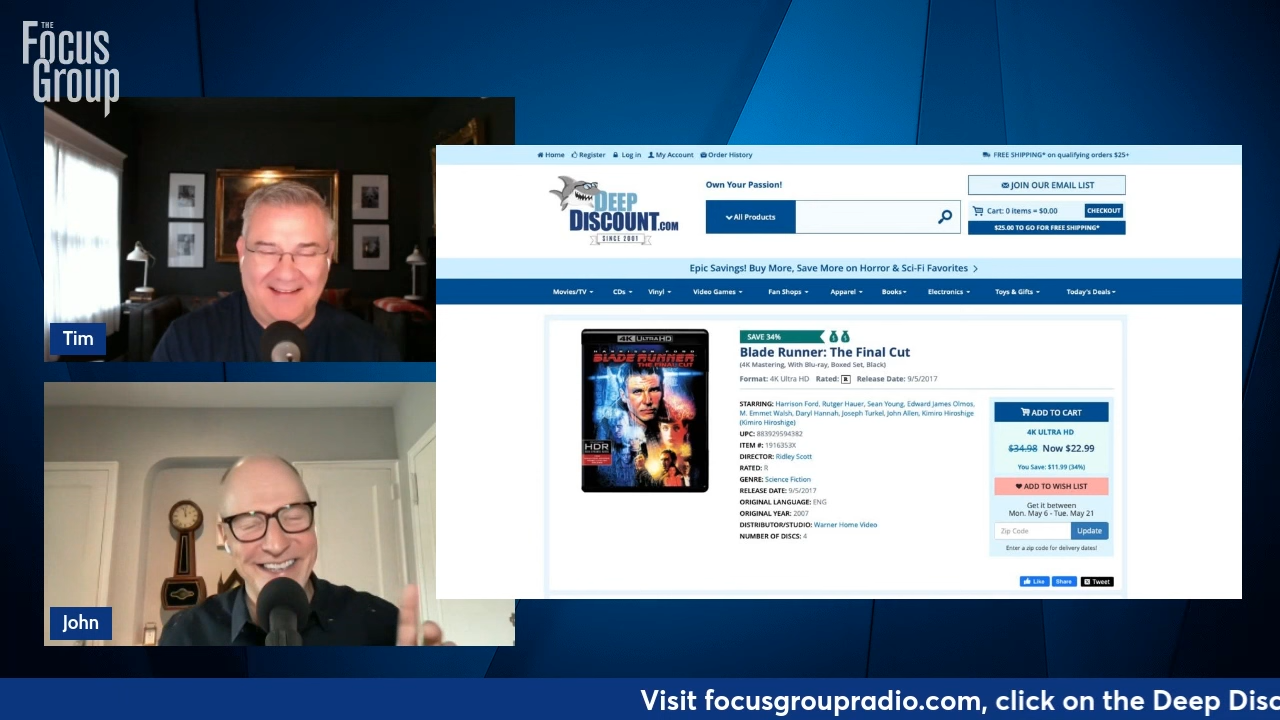 THE
FOCUS
GROUP
Tim
John
Home Register Log in My Account Order History
FREE SHIPPING* on qualifying orders $25+
DEEP
DISCOUNT.COM
SINCE 2001
Own Your Passion!
All Products
JOIN OUR EMAIL LIST
Cart: 0 items = $0.00 CHECKOUT
$25.00 TO GO FOR FREE SHIPPING*
Epic Savings! Buy More, Save More on Horror & Sci-Fi Favorites
Movies/TV CDs Vinyl Video Games Fan Shops Apparel Books Electronics Toys & Gifts Today's Deals
4K ULTRA HD
HARRISON FORD
BLADE RUNNER
THE FINAL CUT
HDR
SAVE 34%
Blade Runner: The Final Cut
(4K Mastering, With Blu-ray, Boxed Set, Black)
Format: 4K Ultra HD Rated: R Release Date: 9/5/2017
STARRING: Harrison Ford, Rutger Hauer, Sean Young, Edward James Olmos,
M. Emmet Walsh, Daryl Hannah, Joseph Turkel, John Allen, Kimiro Hiroshige
(Kimiro Hiroshige)
UPC: 883929594382
ITEM #: 1916353X
DIRECTOR: Ridley Scott
RATED: R
GENRE: Science Fiction
RELEASE DATE: 9/5/2017
ORIGINAL LANGUAGE: ENG
ORIGINAL YEAR: 2007
DISTRIBUTOR/STUDIO: Warner Home Video
NUMBER OF DISCS: 4
ADD TO CART
4K ULTRA HD
$34.98 Now $22.99
You Save: $11.99 (34%)
ADD TO WISH LIST
Get it between
Mon. May 6 - Tue. May 21
Zip Code Update
Enter a zip code for delivery dates!
Like Share Tweet
Visit focusgroupradio.com, click on the Deep Disc